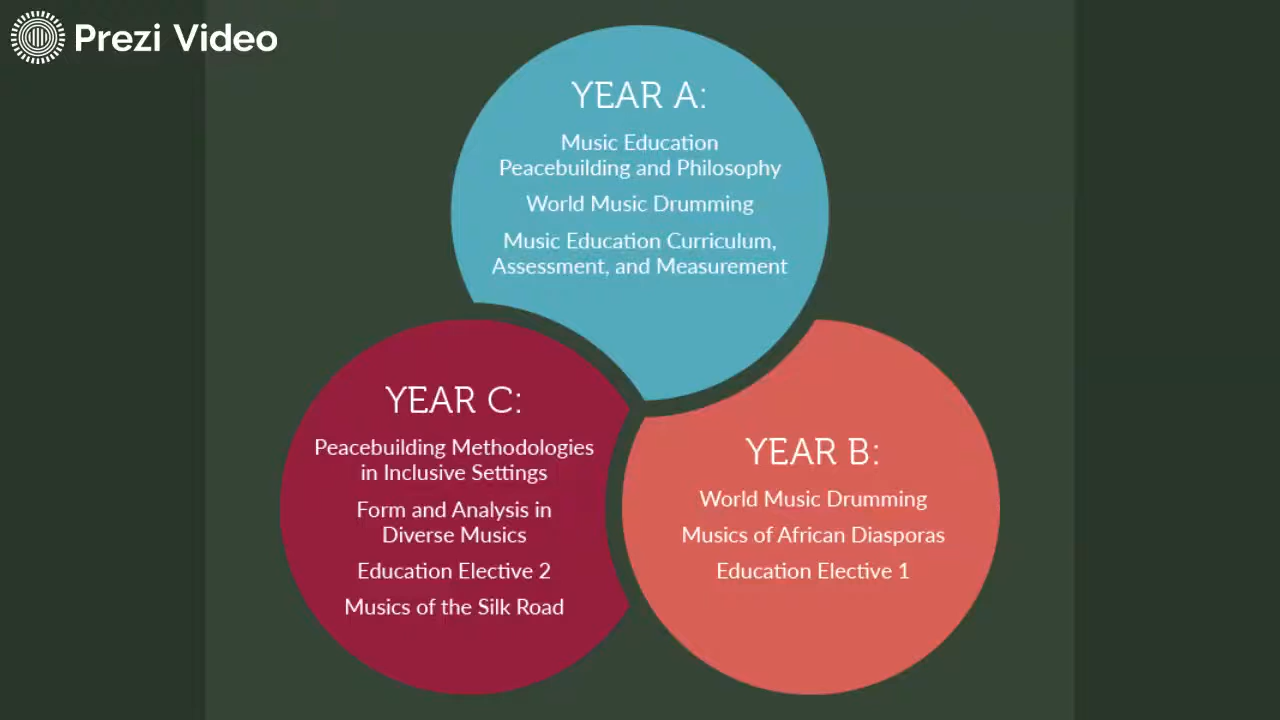 Prezi Video
YEAR A:
Music Education
Peacebuilding and Philosophy
World Music Drumming
Music Education Curriculum,
Assessment, and Measurement
YEAR C:
Peacebuilding Methodologies
in Inclusive Settings
Form and Analysis in
Diverse Musics
Education Elective 2
Musics of the Silk Road
YEAR B:
World Music Drumming
Musics of African Diasporas
Education Elective 1